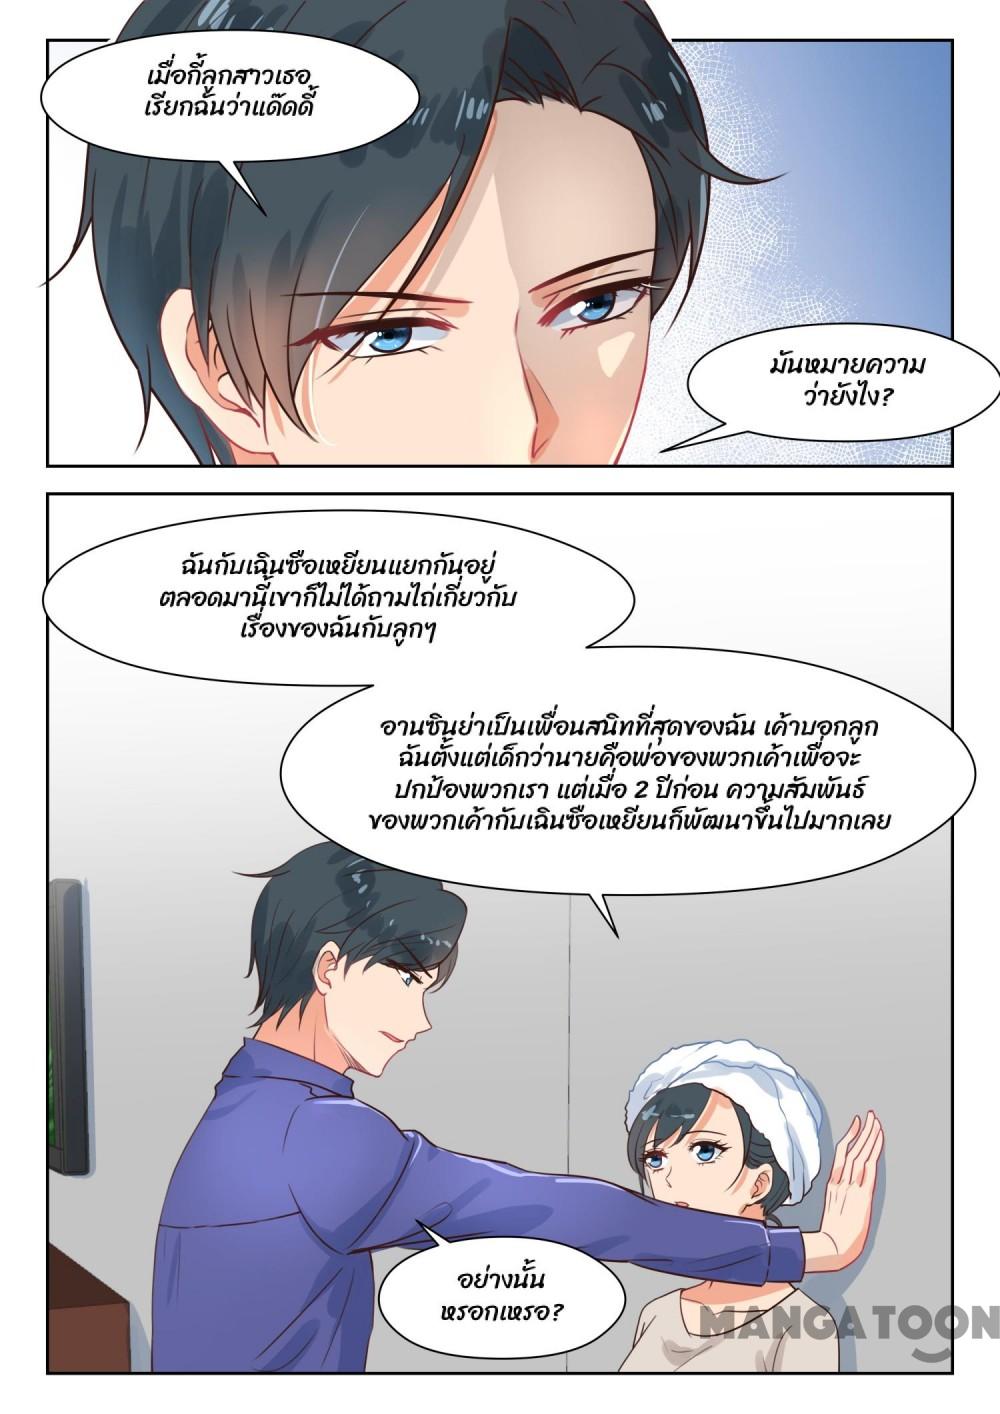 เมื่อกี้ลูกสาวเธอ
เรียกฉันว่าแด๊ดดี้
มันหมายความ
ว่ายังไง?
ฉันกับเฉินซือเหยียนแยกกันอยู่
ตลอดมานี้เขาก็ไม่ได้ถามไถ่เกี่ยวกับ
เรื่องของฉันกับลูกๆ
อานซินย่าเป็นเพื่อนสนิทที่สุดของฉัน เค้าบอกลูก
ฉันตั้งแต่เด็กว่านายคือพ่อของพวกเค้าเพื่อจะ
ปกป้องพวกเรา แต่เมื่อ 2 ปีก่อน ความสัมพันธ์
ของพวกเค้ากับเฉินซือเหยียนก็พัฒนาขึ้นไปมากเลย
อย่างนั้น
หรอกเหรอ?
MANGATOON